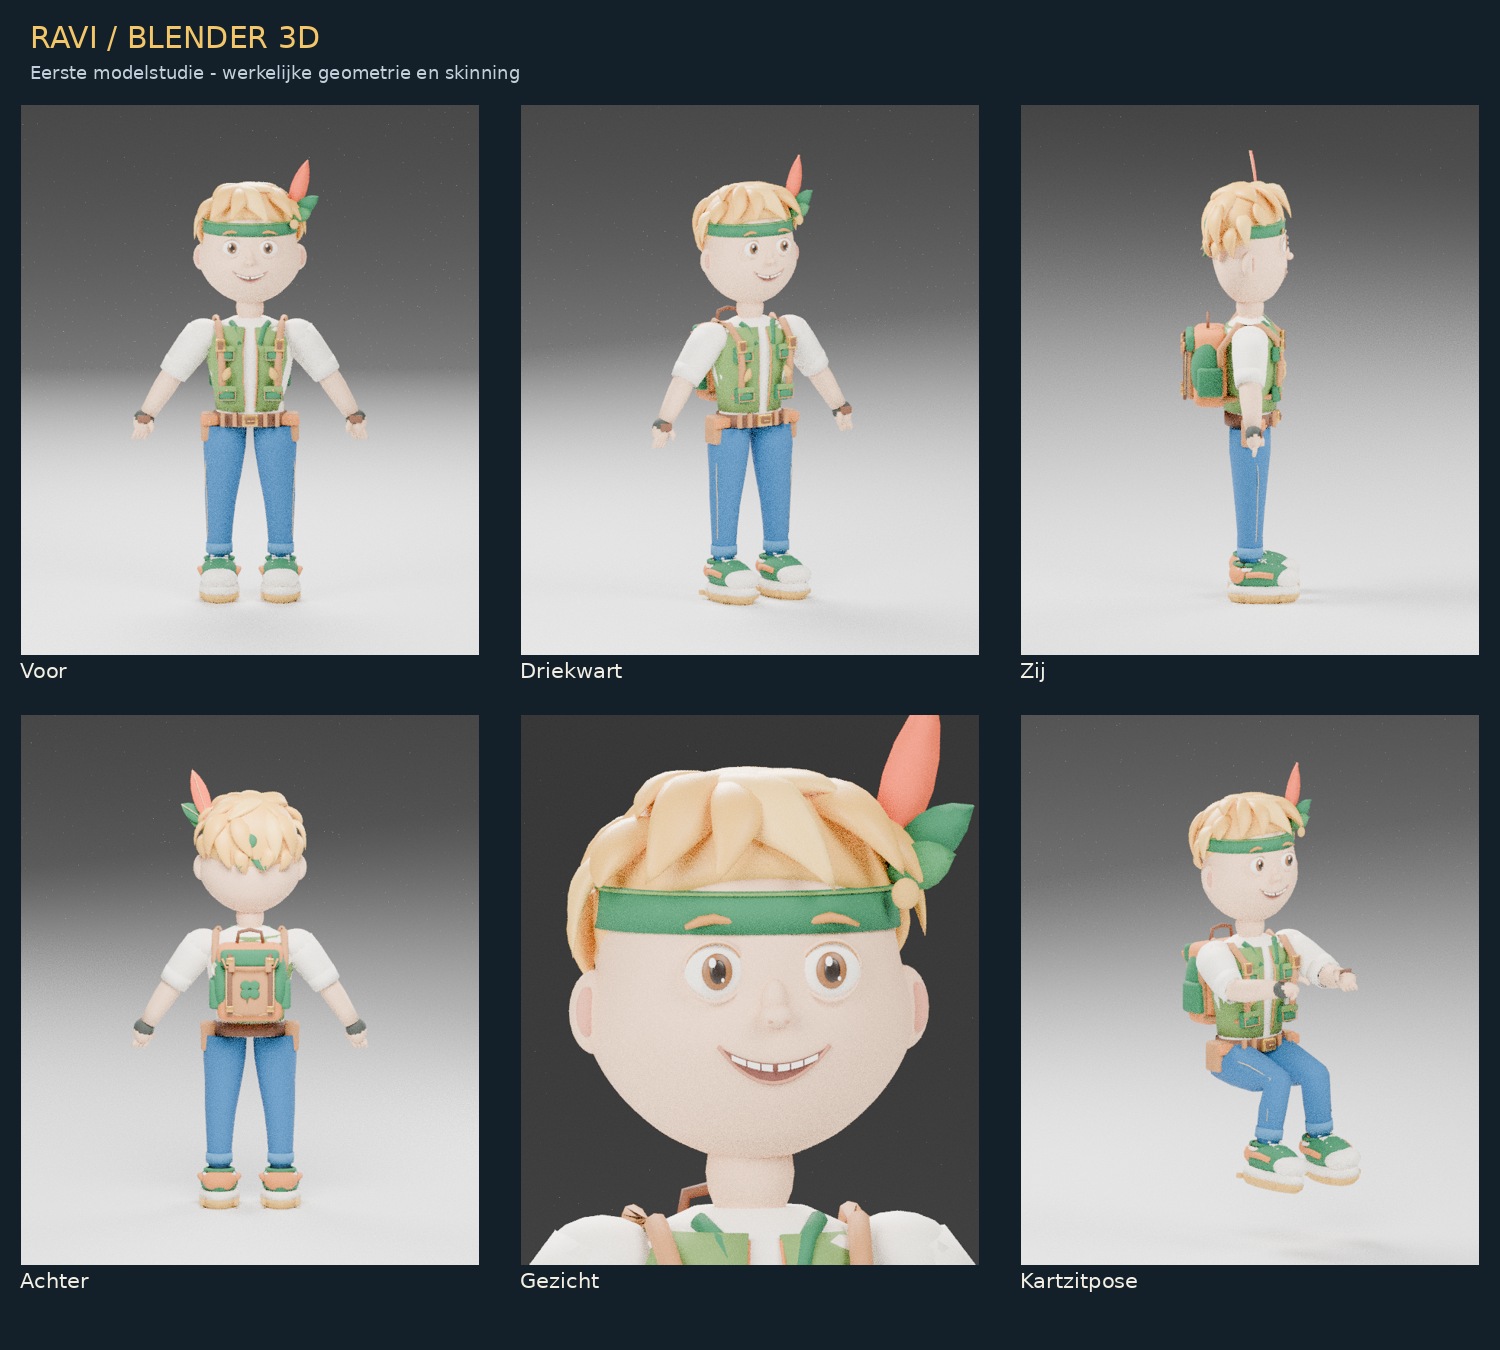 RAVI / BLENDER 3D
Eerste modelstudie - werkelijke geometrie en skinning
Voor
Driekwart
Zij
Achter
Gezicht
Kartzitpose